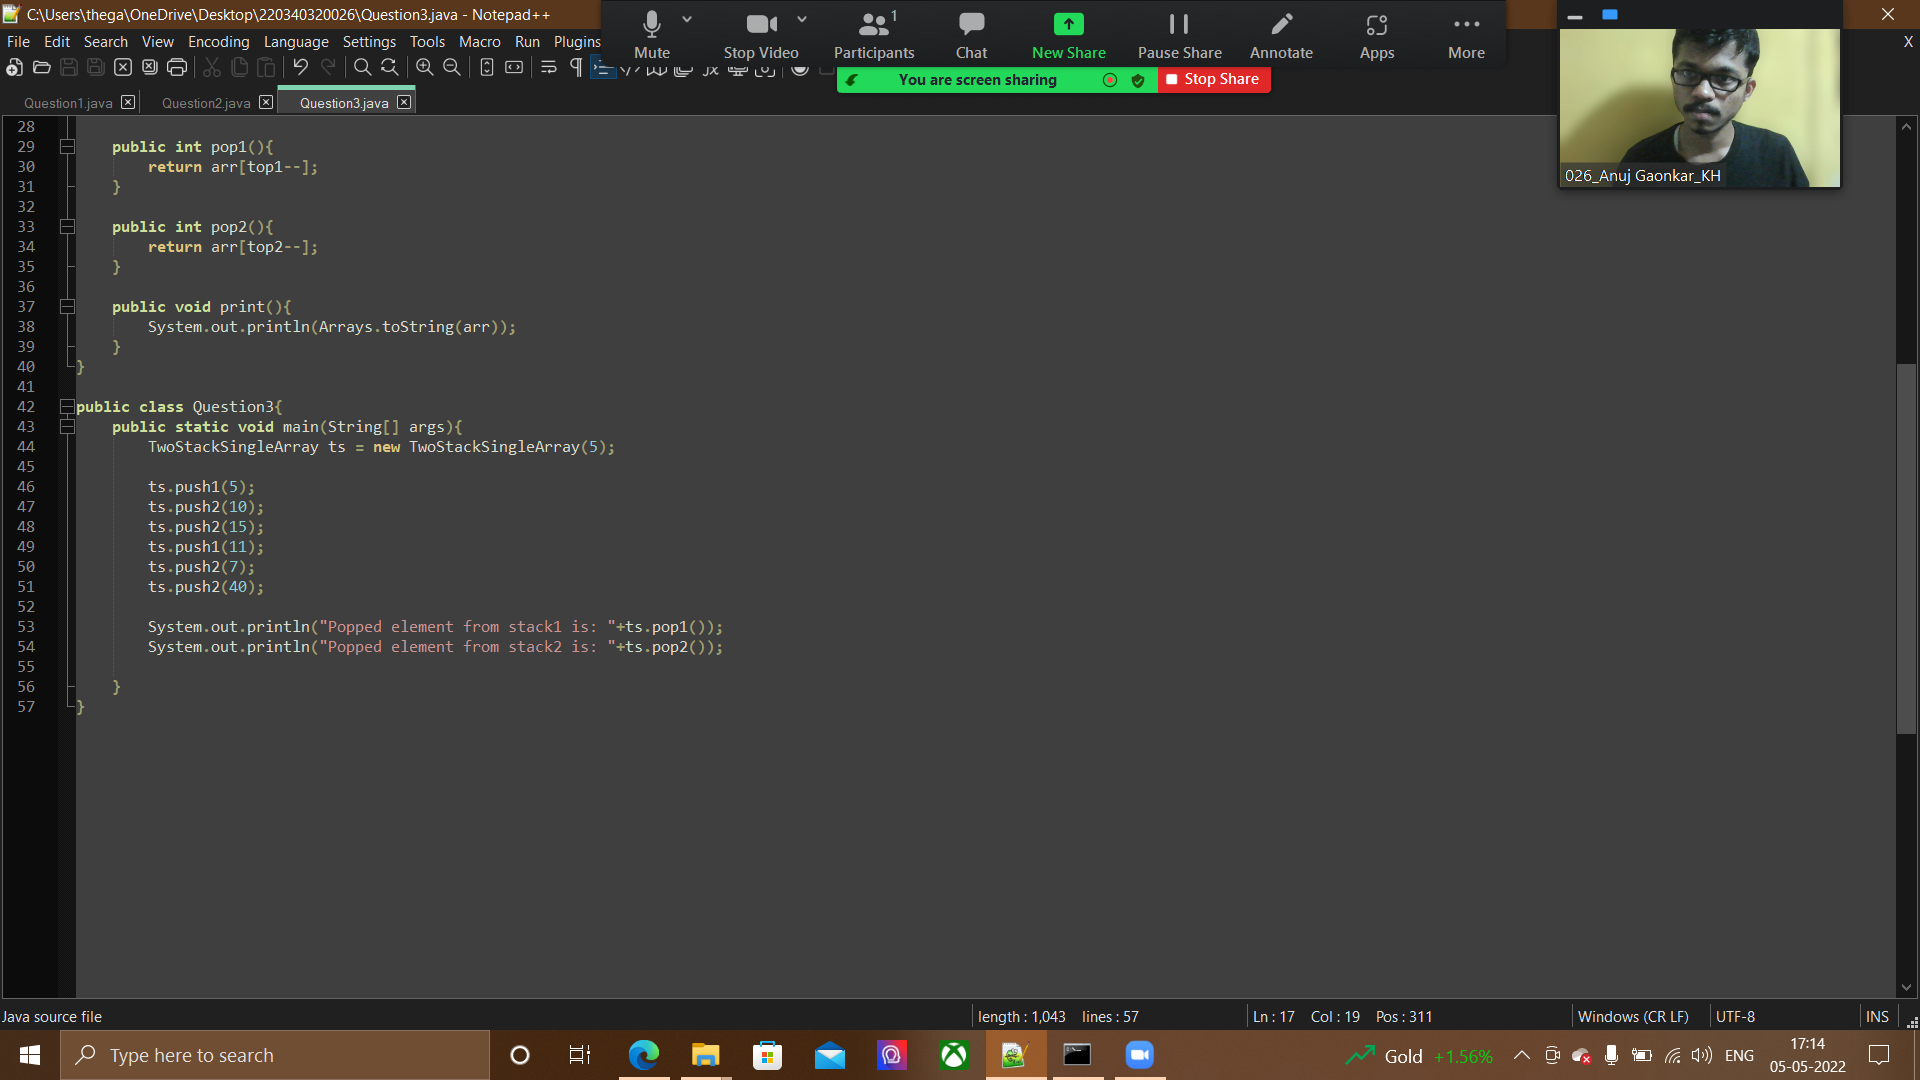 C:\Users\thega\OneDrive\Desktop\220340320026\Question3.java - Notepad++
File Edit Search View Encoding Language Settings Tools Macro Run Plugins
Mute Stop Video Participants 1 Chat New Share Pause Share Annotate Apps More
You are screen sharing Stop Share
026_Anuj Gaonkar_KH
X
Question1.java Question2.java Question3.java
28
29 public int pop1(){
30 return arr[top1--];
31 }
32
33 public int pop2(){
34 return arr[top2--];
35 }
36
37 public void print(){
38 System.out.println(Arrays.toString(arr));
39 }
40 }
41
42 public class Question3{
43 public static void main(String[] args){
44 TwoStackSingleArray ts = new TwoStackSingleArray(5);
45
46 ts.push1(5);
47 ts.push2(10);
48 ts.push2(15);
49 ts.push1(11);
50 ts.push2(7);
51 ts.push2(40);
52
53 System.out.println("Popped element from stack1 is: "+ts.pop1());
54 System.out.println("Popped element from stack2 is: "+ts.pop2());
55
56 }
57 }
Java source file length : 1,043 lines : 57 Ln : 17 Col : 19 Pos : 311 Windows (CR LF) UTF-8 INS
Type here to search Gold +1.56% ENG 17:14
05-05-2022